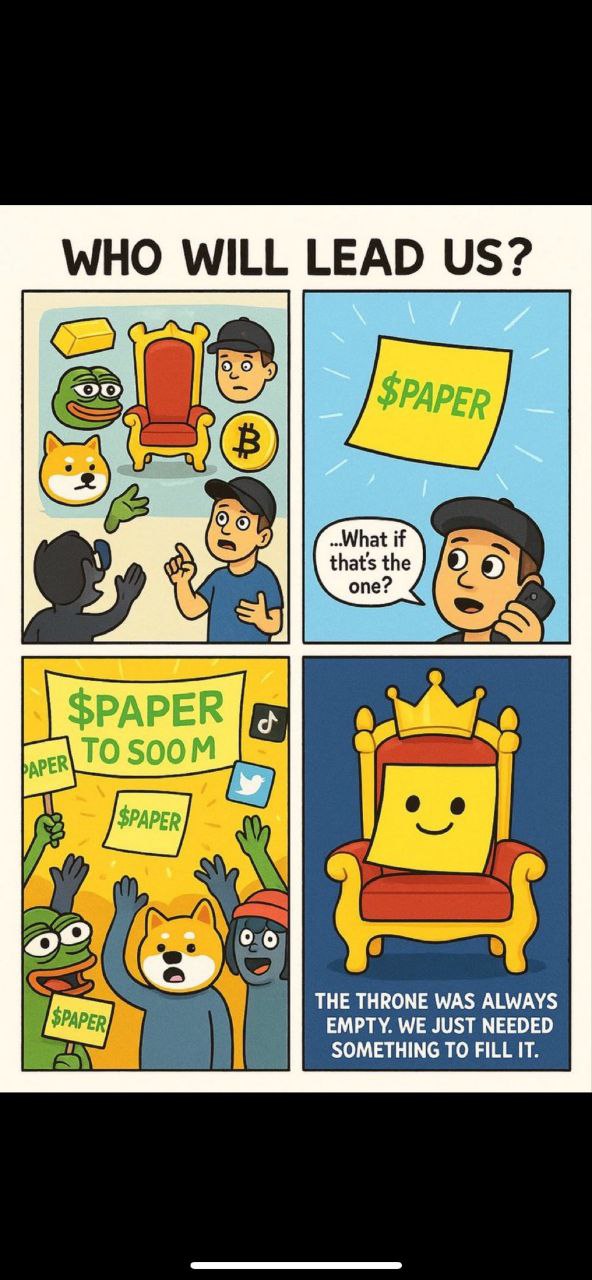 WHO WILL LEAD US?
₿
$PAPER
...What if
that's the
one?
$PAPER
TO SOOM
PAPER
$PAPER
$PAPER
THE THRONE WAS ALWAYS
EMPTY. WE JUST NEEDED
SOMETHING TO FILL IT.